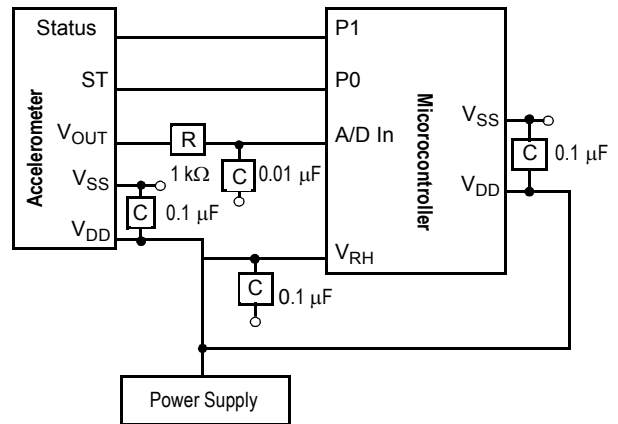 Status
P1
ST
P0
Accelerometer
Micorocontroller
VOUT
R
A/D In
1 kΩ
C
0.01 µF
VSS
C
0.1 µF
VDD
VRH
C
0.1 µF
VSS
C
0.1 µF
VDD
Power Supply